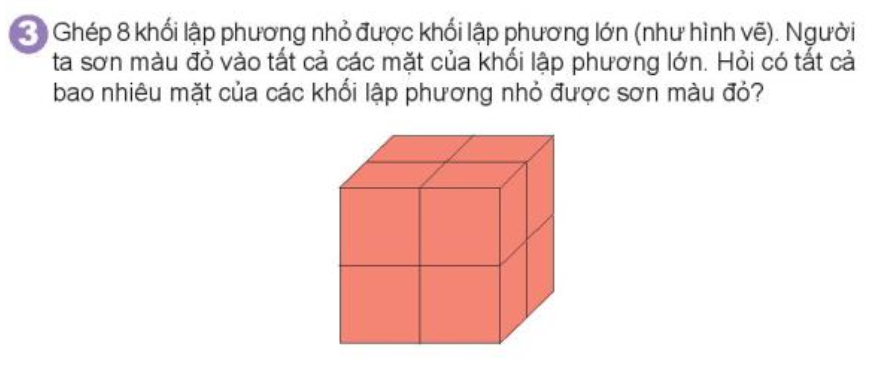 3 Ghép 8 khối lập phương nhỏ được khối lập phương lớn (như hình vẽ). Người
ta sơn màu đỏ vào tất cả các mặt của khối lập phương lớn. Hỏi có tất cả
bao nhiêu mặt của các khối lập phương nhỏ được sơn màu đỏ?